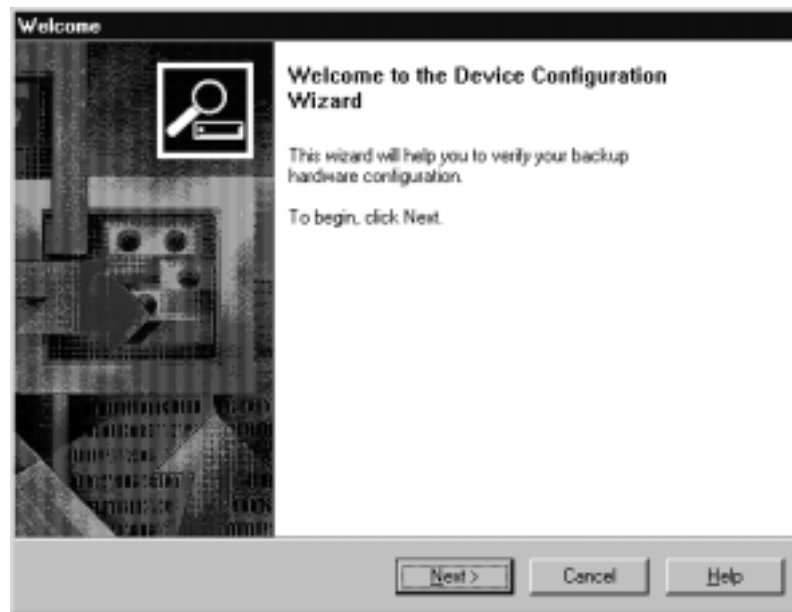 Welcome
Welcome to the Device Configuration
Wizard
This wizard will help you to verify your backup
hardware configuration.
To begin, click Next.
Next >
Cancel
Help